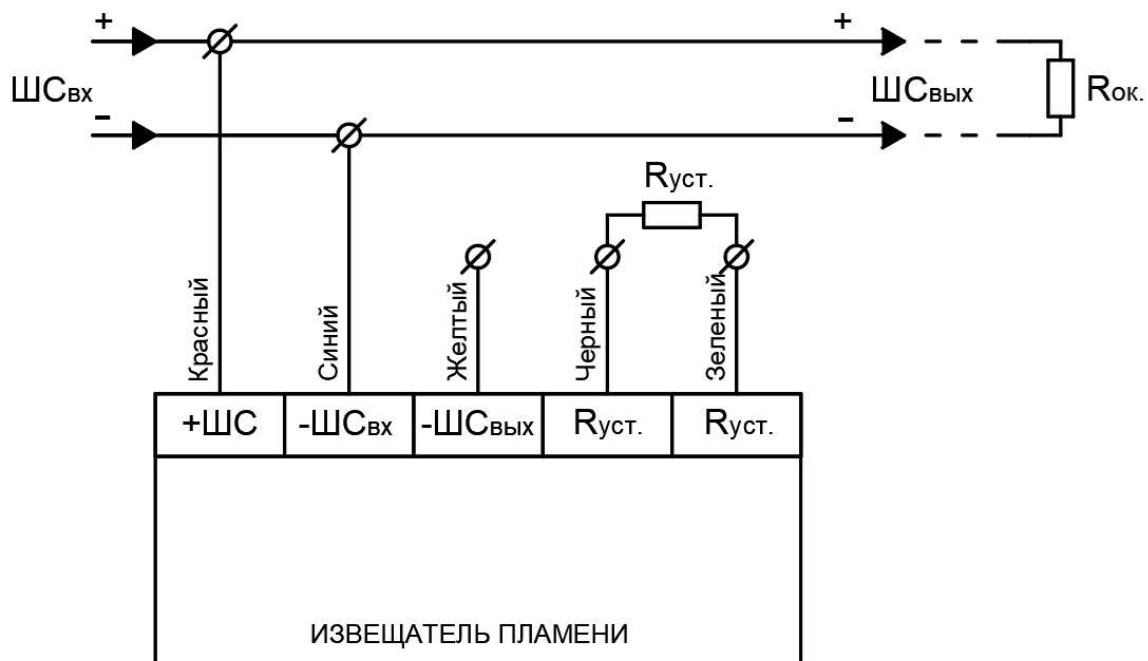 + +
ШСвх ШСвых Rок.
- -
Rуст.
Красный
Синий
Желтый
Черный
Зеленый
+ШС -ШСвх -ШСвых Rуст. Rуст.
ИЗВЕЩАТЕЛЬ ПЛАМЕНИ